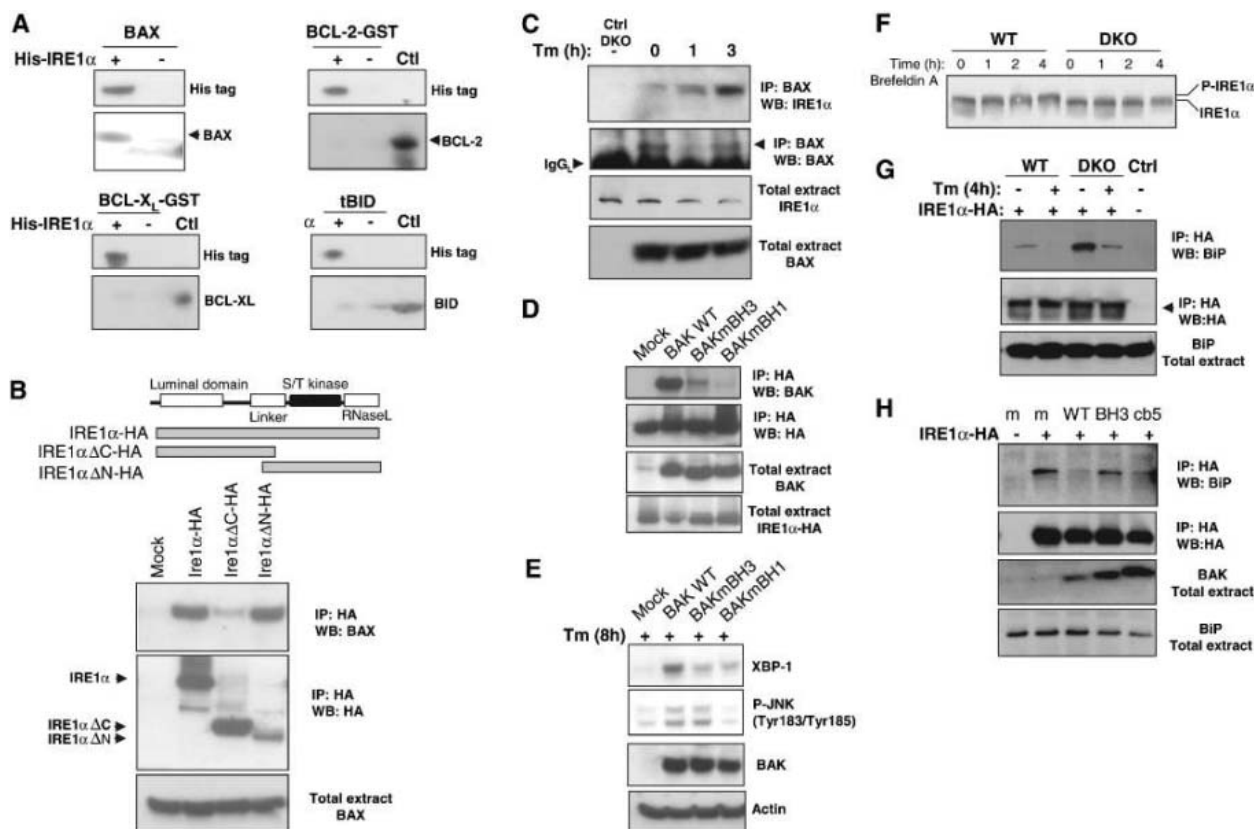 A
BAX
His-IRE1α + -
His tag
BAX
BCL-2-GST
+ - Ctl
His tag
BCL-2
BCL-XL-GST
His-IRE1α + - Ctl
His tag
BCL-XL
tBID
α + - Ctl
His tag
BID
B
Luminal domain
S/T kinase
Linker
RNaseL
IRE1α-HA
IRE1αΔC-HA
IRE1αΔN-HA
Mock
Ire1α-HA
Ire1αΔC-HA
Ire1αΔN-HA
IP: HA
WB: BAX
IRE1α
IP: HA
WB: HA
IRE1αΔC
IRE1αΔN
Total extract
BAX
C
Ctrl
DKO
Tm (h): - 0 1 3
IP: BAX
WB: IRE1α
IgGL
IP: BAX
WB: BAX
Total extract
IRE1α
Total extract
BAX
D
Mock
BAK WT
BAKmBH3
BAKmBH1
IP: HA
WB: BAK
IP: HA
WB: HA
Total extract
BAK
Total extract
IRE1α-HA
E
Mock
BAK WT
BAKmBH3
BAKmBH1
Tm (8h) + + + +
XBP-1
P-JNK
(Tyr183/Tyr185)
BAK
Actin
F
WT DKO
Time (h): 0 1 2 4 0 1 2 4
Brefeldin A
P-IRE1α
IRE1α
G
WT DKO Ctrl
Tm (4h): - + - + -
IRE1α-HA: + + + + -
IP: HA
WB: BiP
IP: HA
WB:HA
BiP
Total extract
H
m m WT BH3 cb5
IRE1α-HA - + + + +
IP: HA
WB: BiP
IP: HA
WB:HA
BAK
Total extract
BiP
Total extract